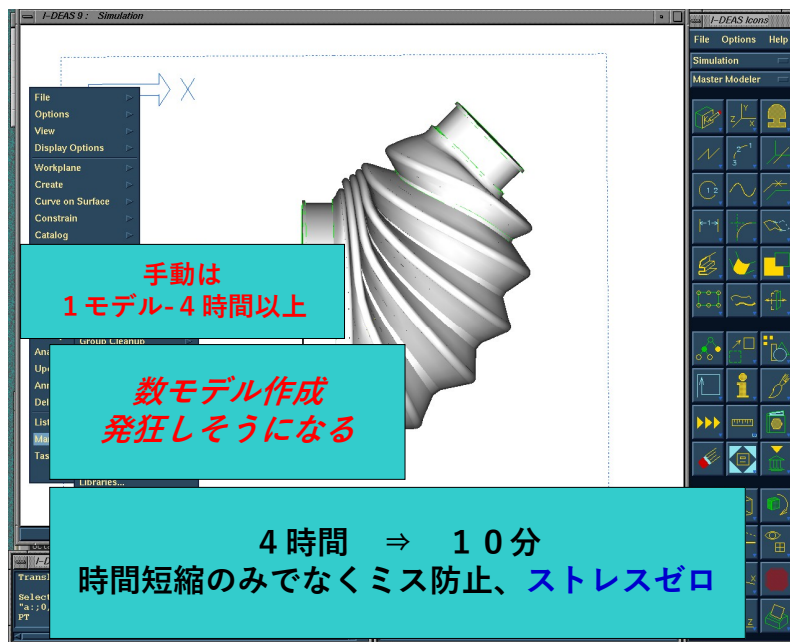 I-DEAS 9 : Simulation
I-DEAS Icons
File Options Help
Simulation
Master Modeler
X
File
Options
View
Display Options
Workplane
Create
Curve on Surface
Constrain
Catalog
手動は
１モデル-４時間以上
Group Cleanup
数モデル作成
発狂しそうになる
Libraries...
４時間　⇒　１０分
時間短縮のみでなくミス防止、ストレスゼロ
Transl
Select
"a:;0,
PT